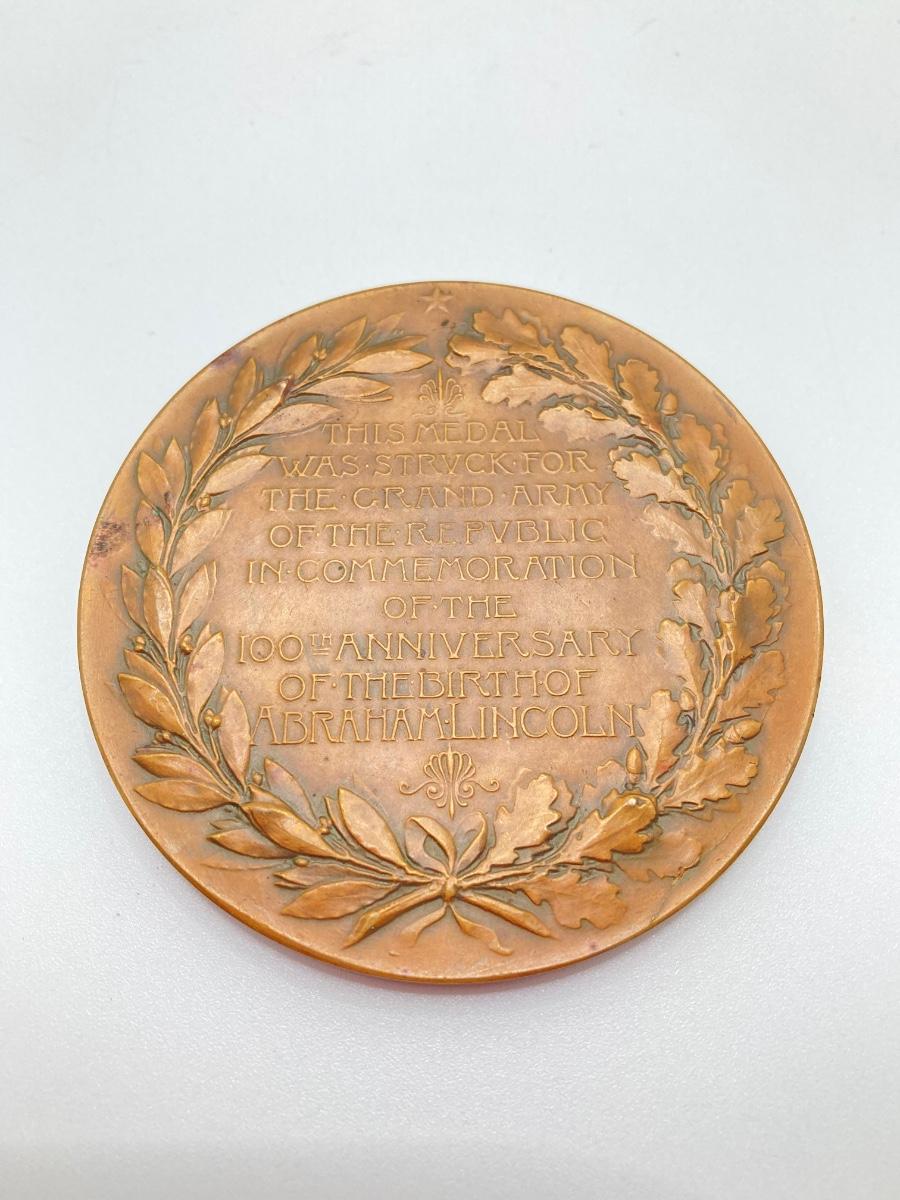 THIS MEDAL
WAS·STRVCK·FOR
THE·GRAND·ARMY
OF·THE·REPVBLIC
IN·COMMEMORATION
OF·THE
100TH ANNIVERSARY
OF·THE·BIRTH·OF
ABRAHAM·LINCOLN